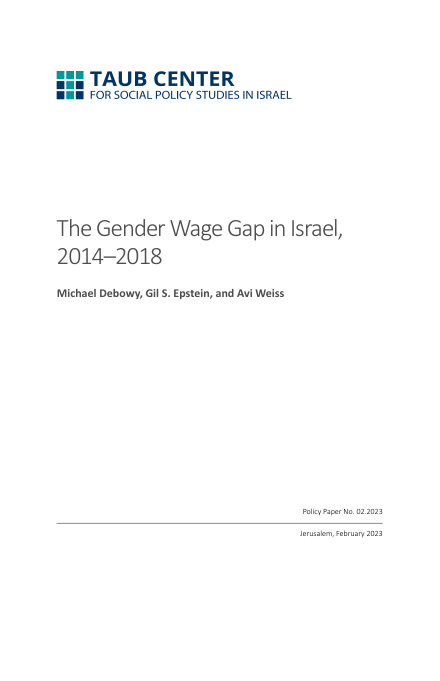 TAUB CENTER
FOR SOCIAL POLICY STUDIES IN ISRAEL
The Gender Wage Gap in Israel,
2014–2018
Michael Debowy, Gil S. Epstein, and Avi Weiss
Policy Paper No. 02.2023
Jerusalem, February 2023